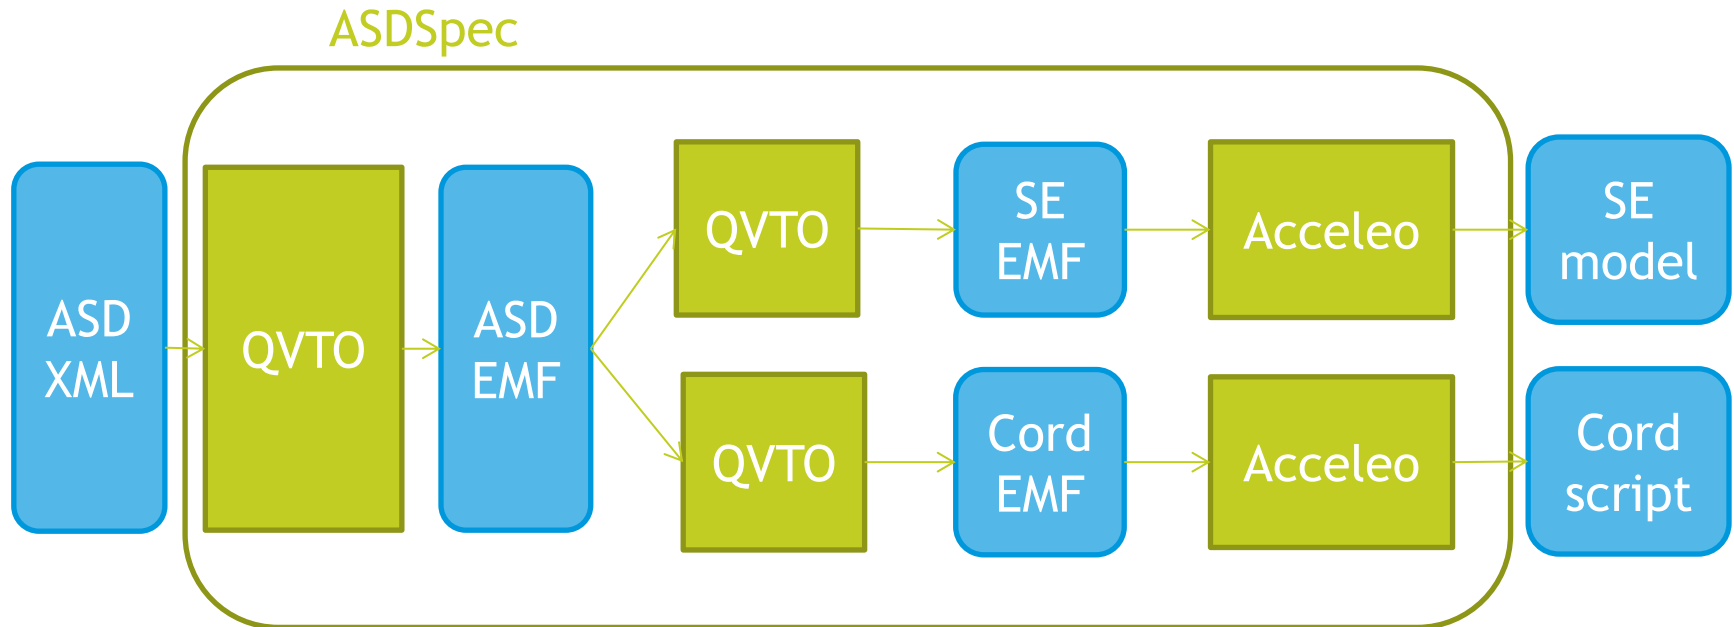 ASDSpec
ASD
XML
QVTO
ASD
EMF
QVTO
SE
EMF
Acceleo
SE
model
QVTO
Cord
EMF
Acceleo
Cord
script